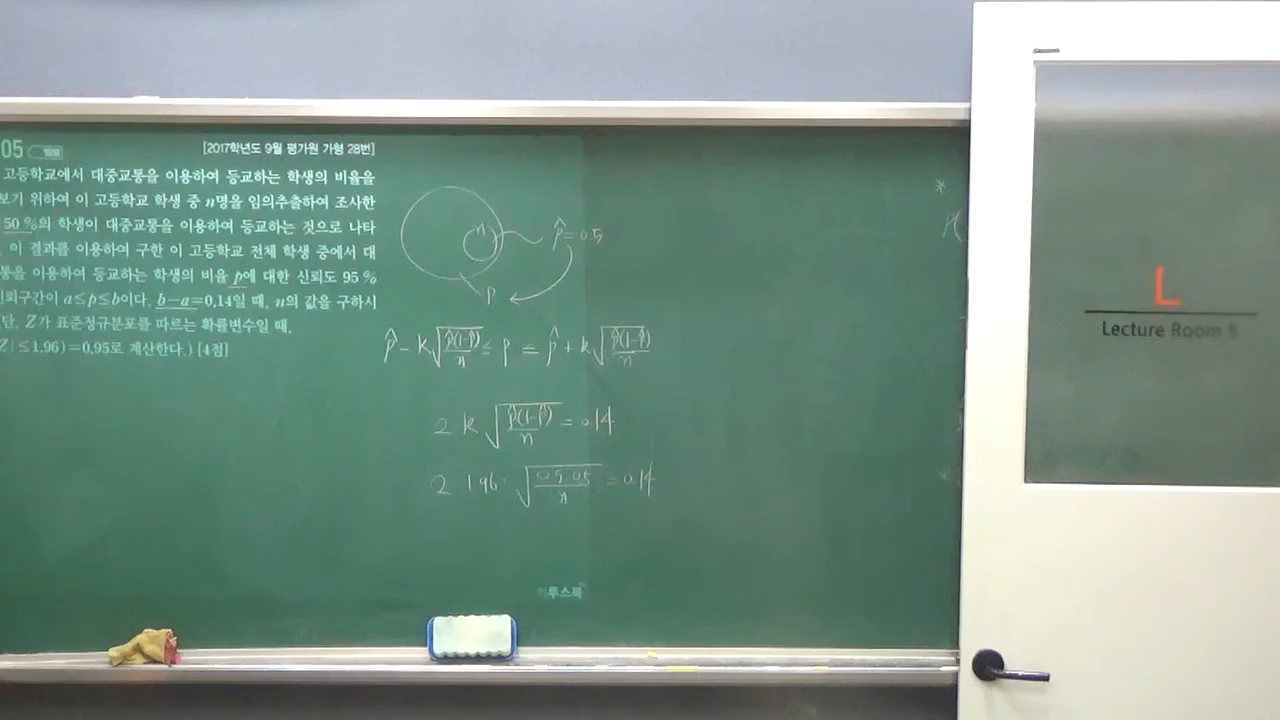 05
[2017학년도 9월 평가원 가형 28번]
고등학교에서 대중교통을 이용하여 등교하는 학생의 비율을
보기 위하여 이 고등학교 학생 중 n명을 임의추출하여 조사한
50 %의 학생이 대중교통을 이용하여 등교하는 것으로 나타
이 결과를 이용하여 구한 이 고등학교 전체 학생 중에서 대
통을 이용하여 등교하는 학생의 비율 p에 대한 신뢰도 95 %
신뢰구간이 a≤p≤b이다. b−a=0.14일 때, n의 값을 구하시
단, Z가 표준정규분포를 따르는 확률변수일 때,
Z|≤1.96)=0.95로 계산한다.) [4점]
n
p̂=0.5
p
p̂−k√(p̂(1−p̂)/n) ≤ p ≤ p̂+k√(p̂(1−p̂)/n)
2 k √(p̂(1−p̂)/n) = 0.14
2 1.96 · √(0.5 0.5/n) = 0.14
이투스북
*
P(
L
Lecture Room 5